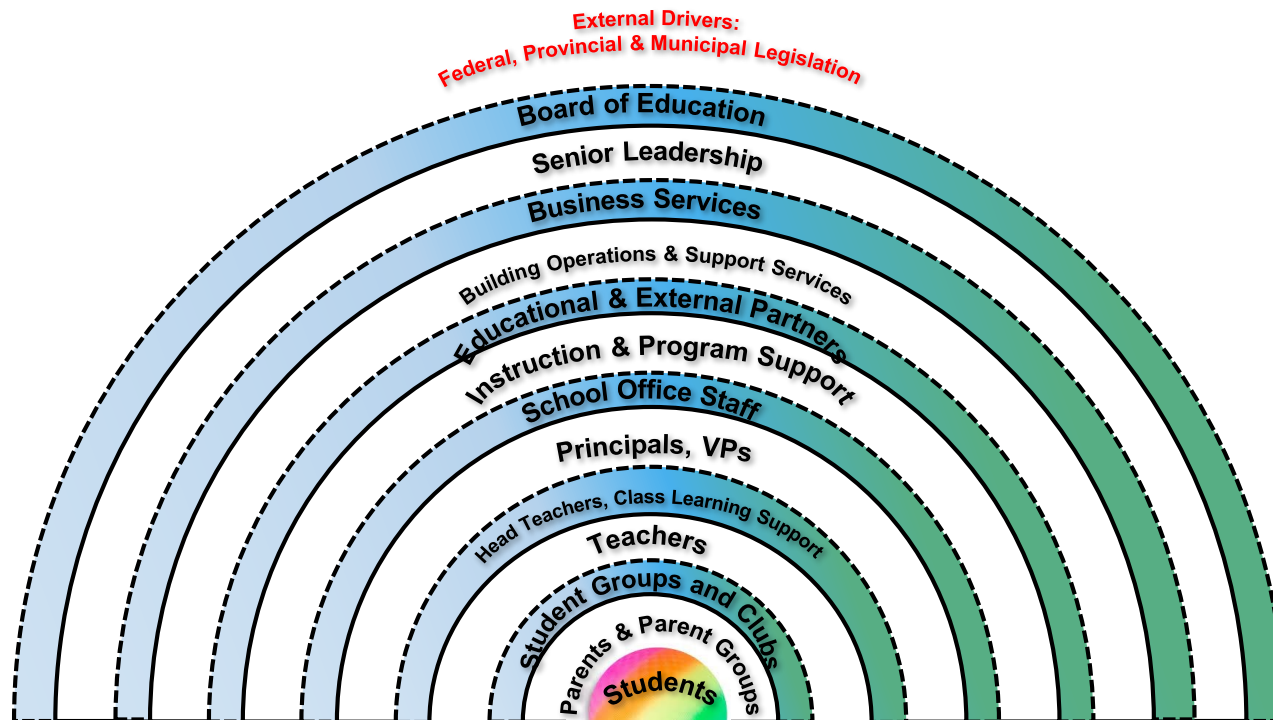 External Drivers:
Federal, Provincial & Municipal Legislation
Board of Education
Senior Leadership
Business Services
Building Operations & Support Services
Educational & External Partners
Instruction & Program Support
School Office Staff
Principals, VPs
Head Teachers, Class Learning Support
Teachers
Student Groups and Clubs
Parents & Parent Groups
Students